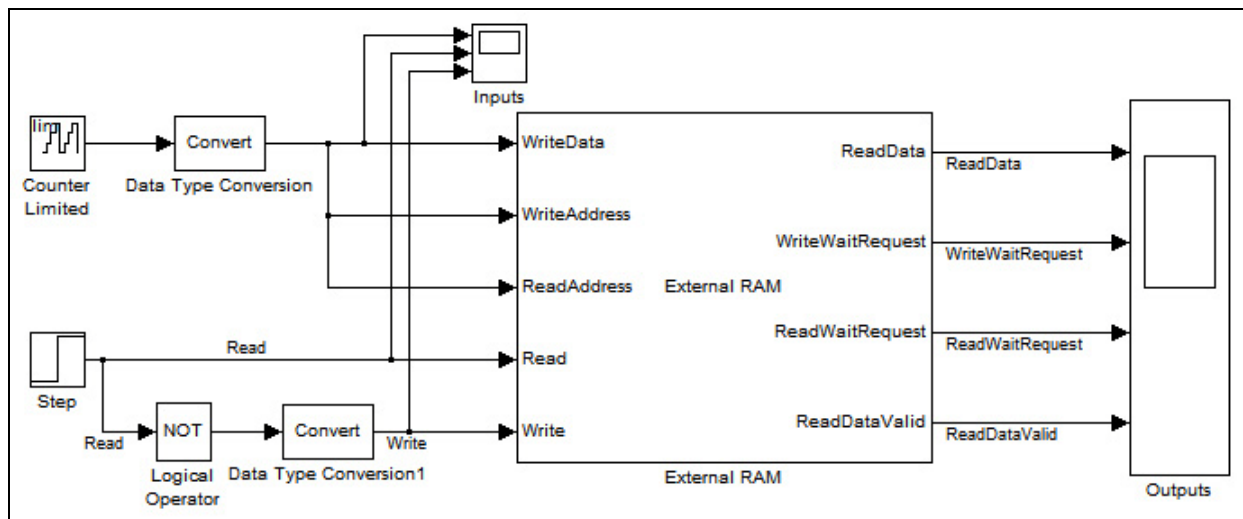 Inputs
lim
Counter
Limited
Convert
Data Type Conversion
WriteData
WriteAddress
ReadAddress
Read
Write
External RAM
ReadData
WriteWaitRequest
ReadWaitRequest
ReadDataValid
External RAM
ReadData
WriteWaitRequest
ReadWaitRequest
ReadDataValid
Outputs
Step
Read
Read
NOT
Logical
Operator
Convert
Data Type Conversion1
Write